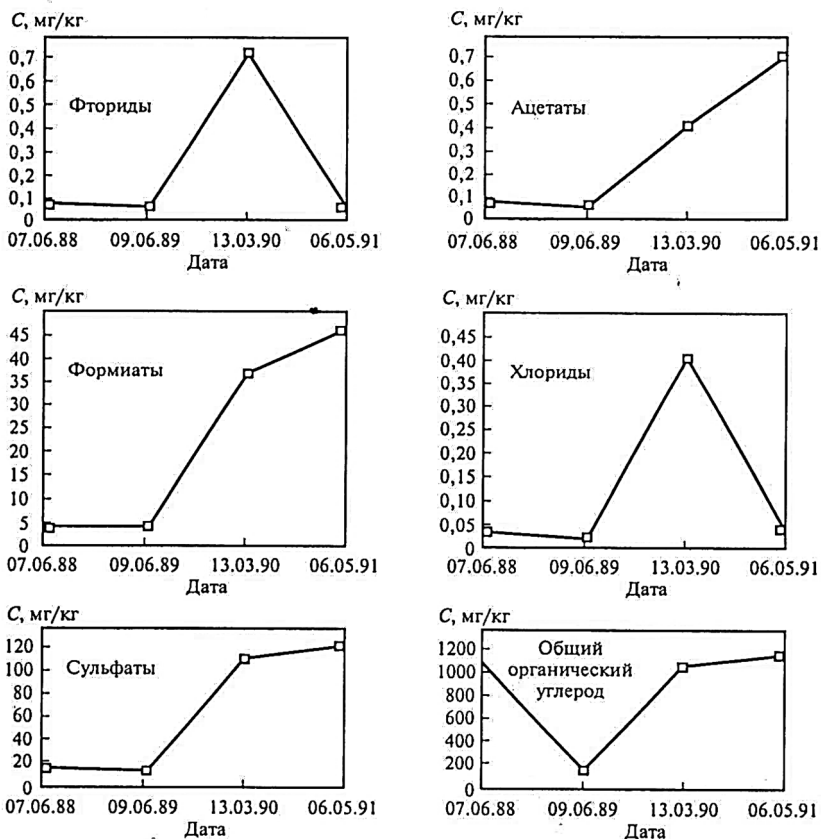 C, мг/кг
0,7
0,6
0,5
0,4
0,3
0,2
0,1
0
Фториды
07.06.88 09.06.89 13.03.90 06.05.91
Дата
C, мг/кг
0,7
0,6
0,5
0,4
0,3
0,2
0,1
0
Ацетаты
07.06.88 09.06.89 13.03.90 06.05.91
Дата
C, мг/кг
45
40
35
30
25
20
15
10
5
0
Формиаты
07.06.88 09.06.89 13.03.90 06.05.91
Дата
C, мг/кг
0,45
0,40
0,35
0,30
0,25
0,20
0,15
0,10
0,05
0
Хлориды
07.06.88 09.06.89 13.03.90 06.05.91
Дата
C, мг/кг
120
100
80
60
40
20
0
Сульфаты
07.06.88 09.06.89 13.03.90 06.05.91
Дата
C, мг/кг
1200
1000
800
600
400
200
0
Общий
органический
углерод
07.06.88 09.06.89 13.03.90 06.05.91
Дата